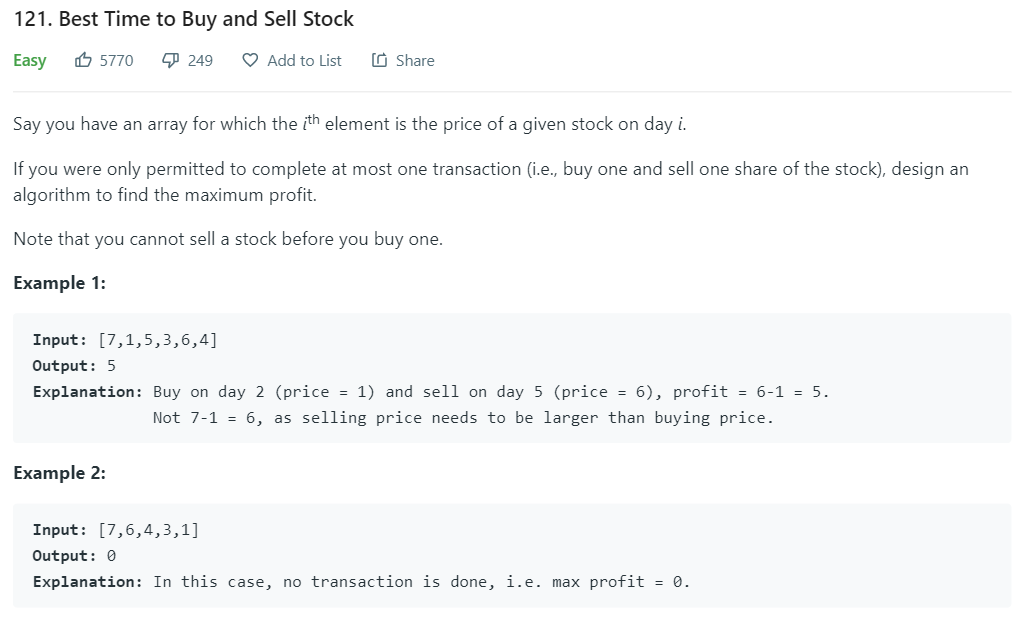 121. Best Time to Buy and Sell Stock
Easy 5770 249 Add to List Share
Say you have an array for which the ith element is the price of a given stock on day i.
If you were only permitted to complete at most one transaction (i.e., buy one and sell one share of the stock), design an
algorithm to find the maximum profit.
Note that you cannot sell a stock before you buy one.
Example 1:
Input: [7,1,5,3,6,4]
Output: 5
Explanation: Buy on day 2 (price = 1) and sell on day 5 (price = 6), profit = 6-1 = 5.
Not 7-1 = 6, as selling price needs to be larger than buying price.
Example 2:
Input: [7,6,4,3,1]
Output: 0
Explanation: In this case, no transaction is done, i.e. max profit = 0.